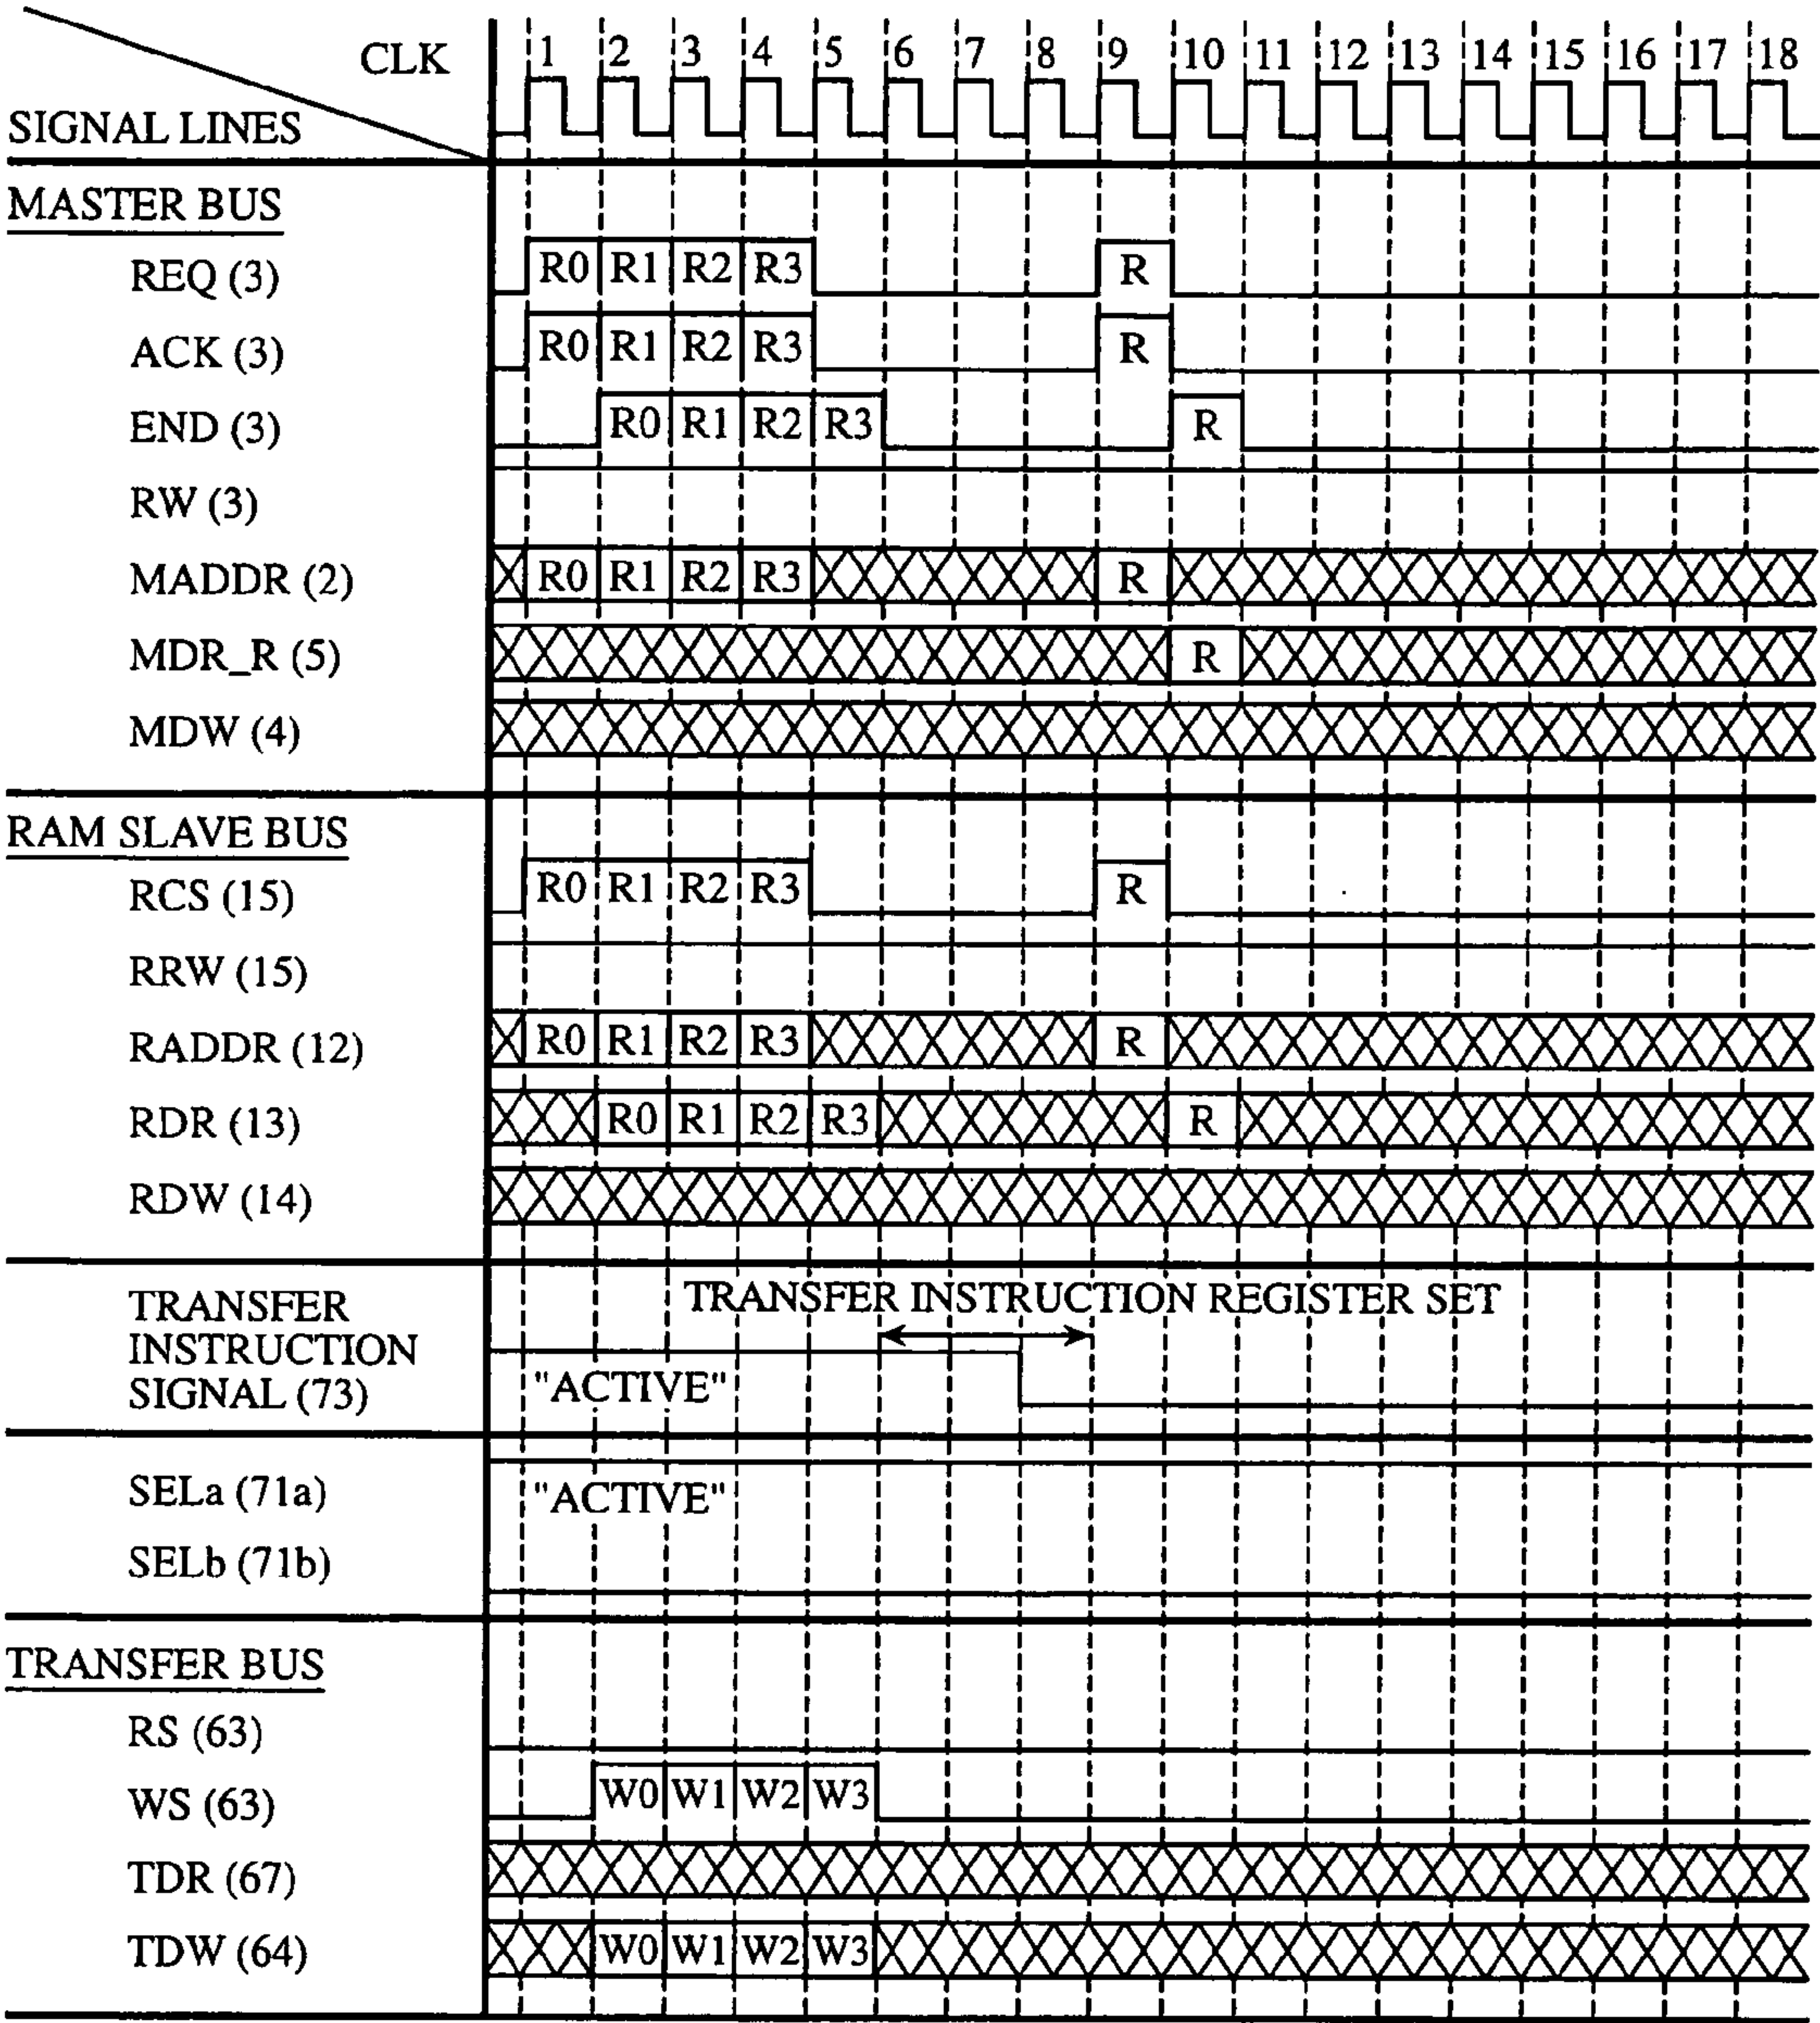 CLK 1 2 3 4 5 6 7 8 9 10 11 12 13 14 15 16 17 18
SIGNAL LINES
MASTER BUS
REQ (3) R0 R1 R2 R3 R
ACK (3) R0 R1 R2 R3 R
END (3) R0 R1 R2 R3 R
RW (3)
MADDR (2) R0 R1 R2 R3 R
MDR_R (5) R
MDW (4)
RAM SLAVE BUS
RCS (15) R0 R1 R2 R3 R
RRW (15)
RADDR (12) R0 R1 R2 R3 R
RDR (13) R0 R1 R2 R3 R
RDW (14)
TRANSFER INSTRUCTION REGISTER SET
TRANSFER
INSTRUCTION
SIGNAL (73) "ACTIVE"
SELa (71a) "ACTIVE"
SELb (71b)
TRANSFER BUS
RS (63)
WS (63) W0 W1 W2 W3
TDR (67)
TDW (64) W0 W1 W2 W3